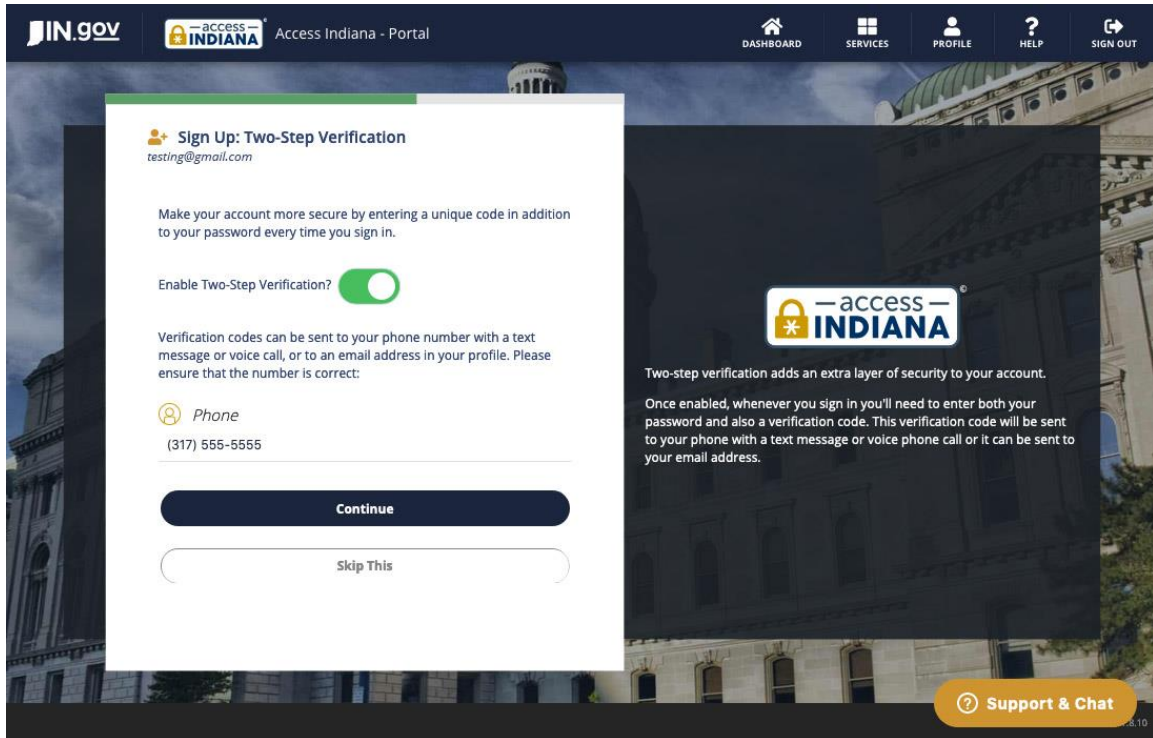 IN.gov
access
INDIANA
Access Indiana - Portal
DASHBOARD
SERVICES
PROFILE
?
HELP
SIGN OUT
Sign Up: Two-Step Verification
testing@gmail.com
Make your account more secure by entering a unique code in addition
to your password every time you sign in.
Enable Two-Step Verification?
Verification codes can be sent to your phone number with a text
message or voice call, or to an email address in your profile. Please
ensure that the number is correct:
Phone
(317) 555-5555
Continue
Skip This
access
INDIANA
©
Two-step verification adds an extra layer of security to your account.
Once enabled, whenever you sign in you'll need to enter both your
password and also a verification code. This verification code will be sent
to your phone with a text message or voice phone call or it can be sent to
your email address.
? Support & Chat
8.10